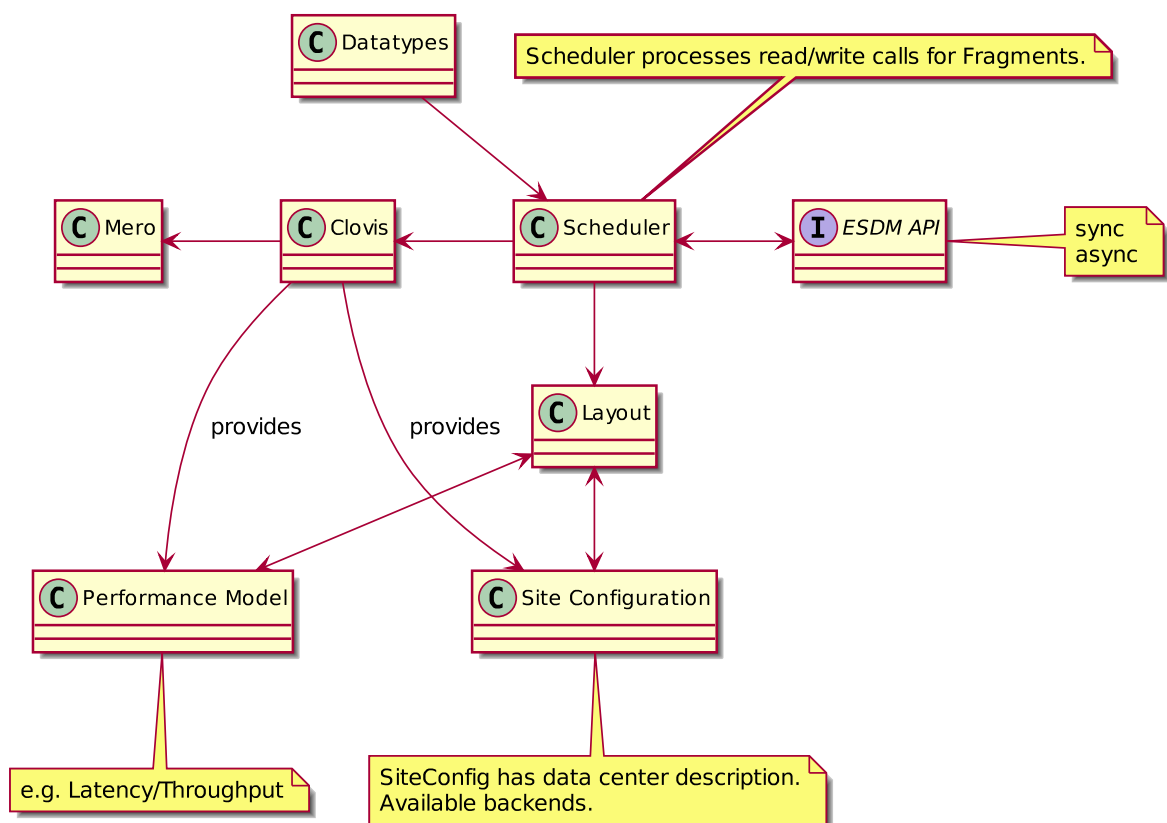 C Datatypes
Scheduler processes read/write calls for Fragments.
C Mero
C Clovis
C Scheduler
I ESDM API
sync
async
C Layout
provides
provides
C Performance Model
C Site Configuration
e.g. Latency/Throughput
SiteConfig has data center description.
Available backends.